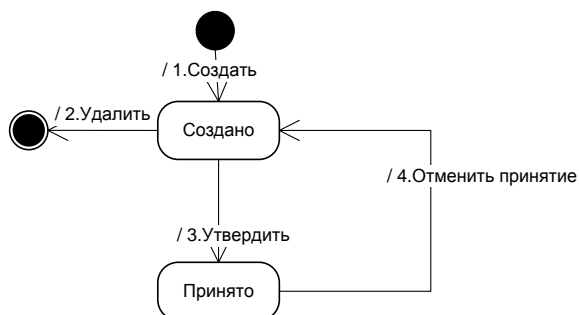 / 1.Создать
/ 2.Удалить
Создано
/ 4.Отменить принятие
/ 3.Утвердить
Принято